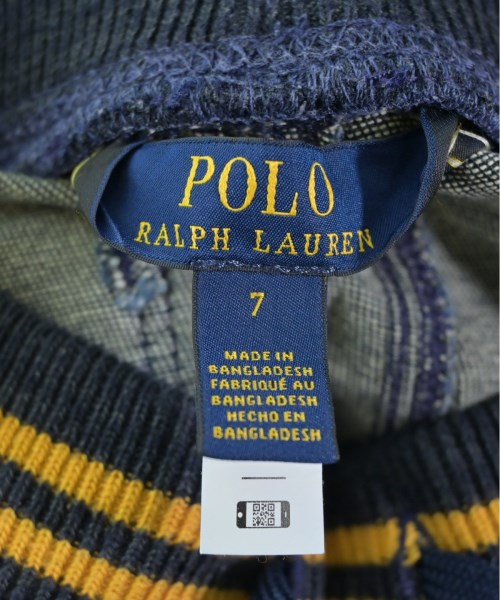 POLO
RALPH LAUREN
7
MADE IN
BANGLADESH
FABRIQUÉ AU
BANGLADESH
HECHO EN
BANGLADESH